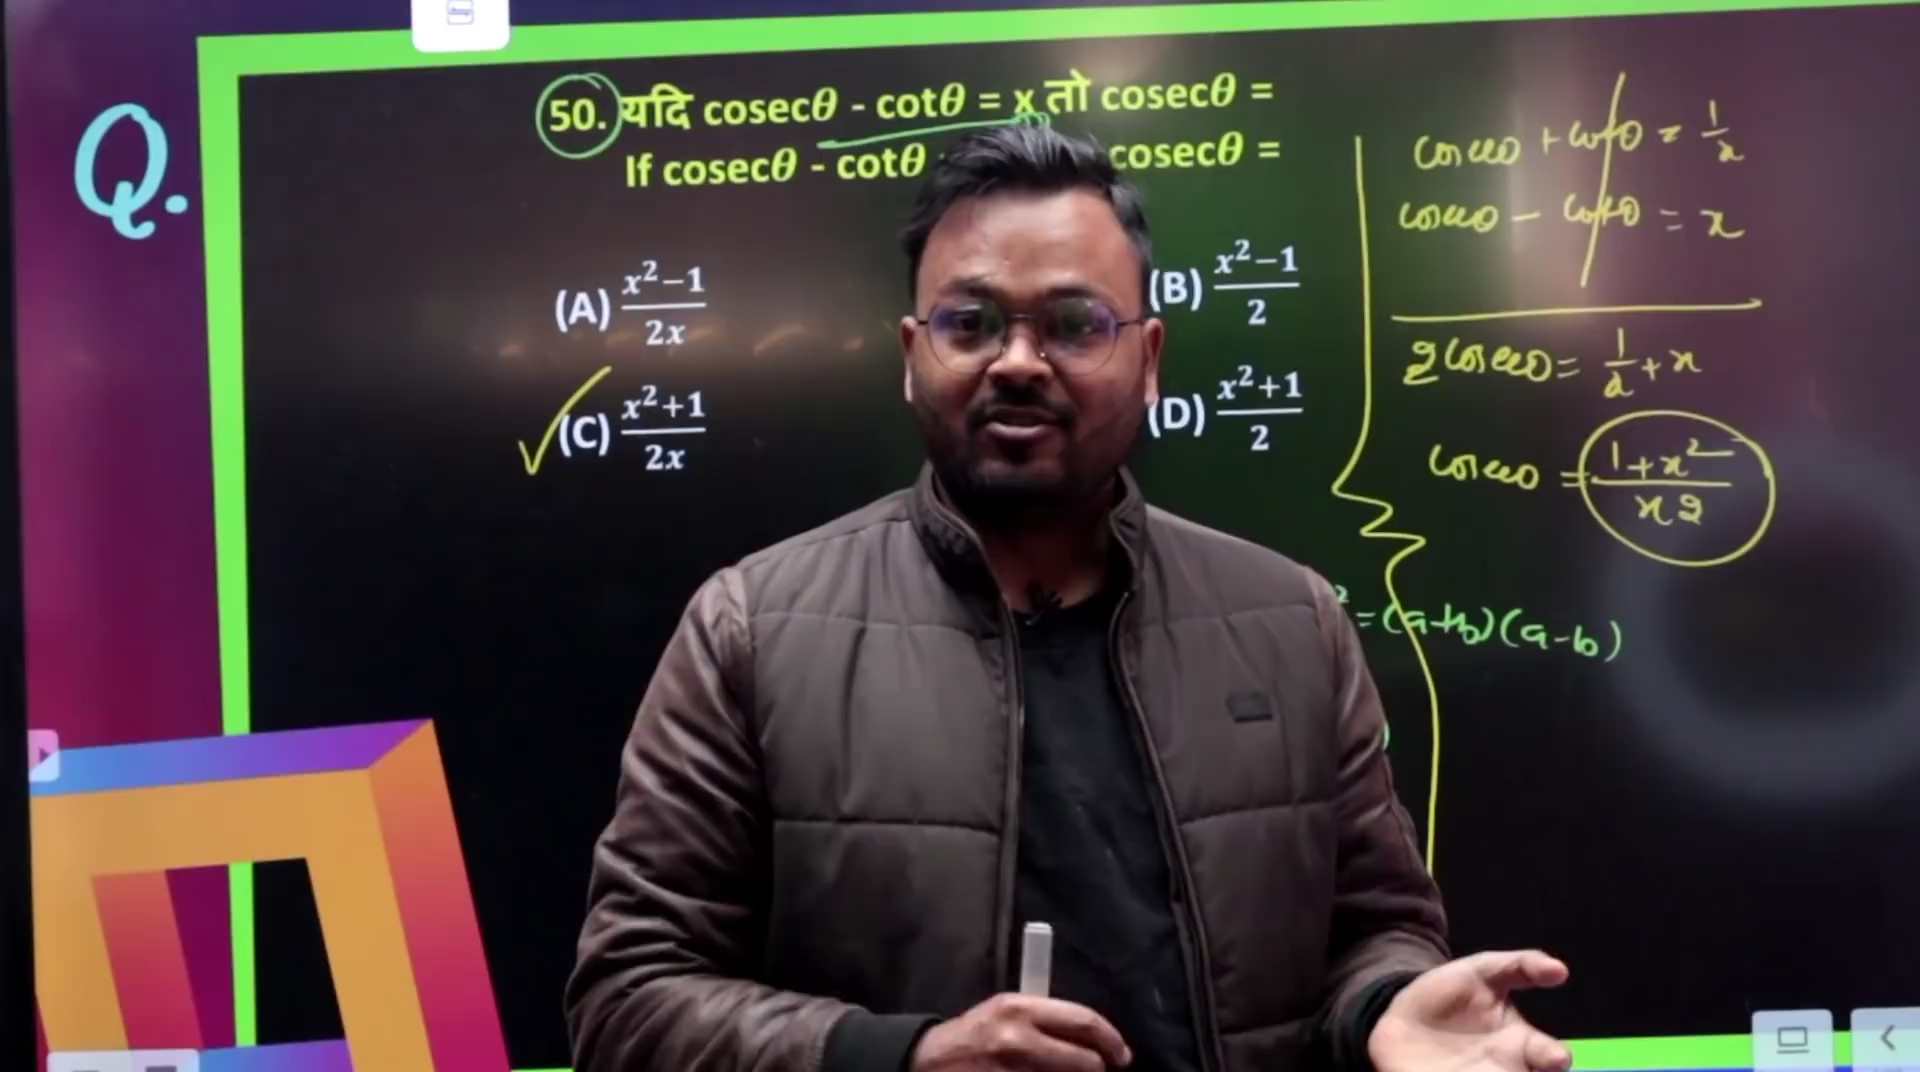 Q.
50. यदि cosecθ - cotθ = x तो cosecθ =
If cosecθ - cotθ cosecθ =
(A) x²−1/2x
(B) x²−1/2
(C) x²+1/2x
(D) x²+1/2
cosecθ + cotθ = 1/x
cosecθ − cotθ = x
2cosecθ = 1/x + x
cosecθ = 1+x²/x2
² = (a+b)(a-b)